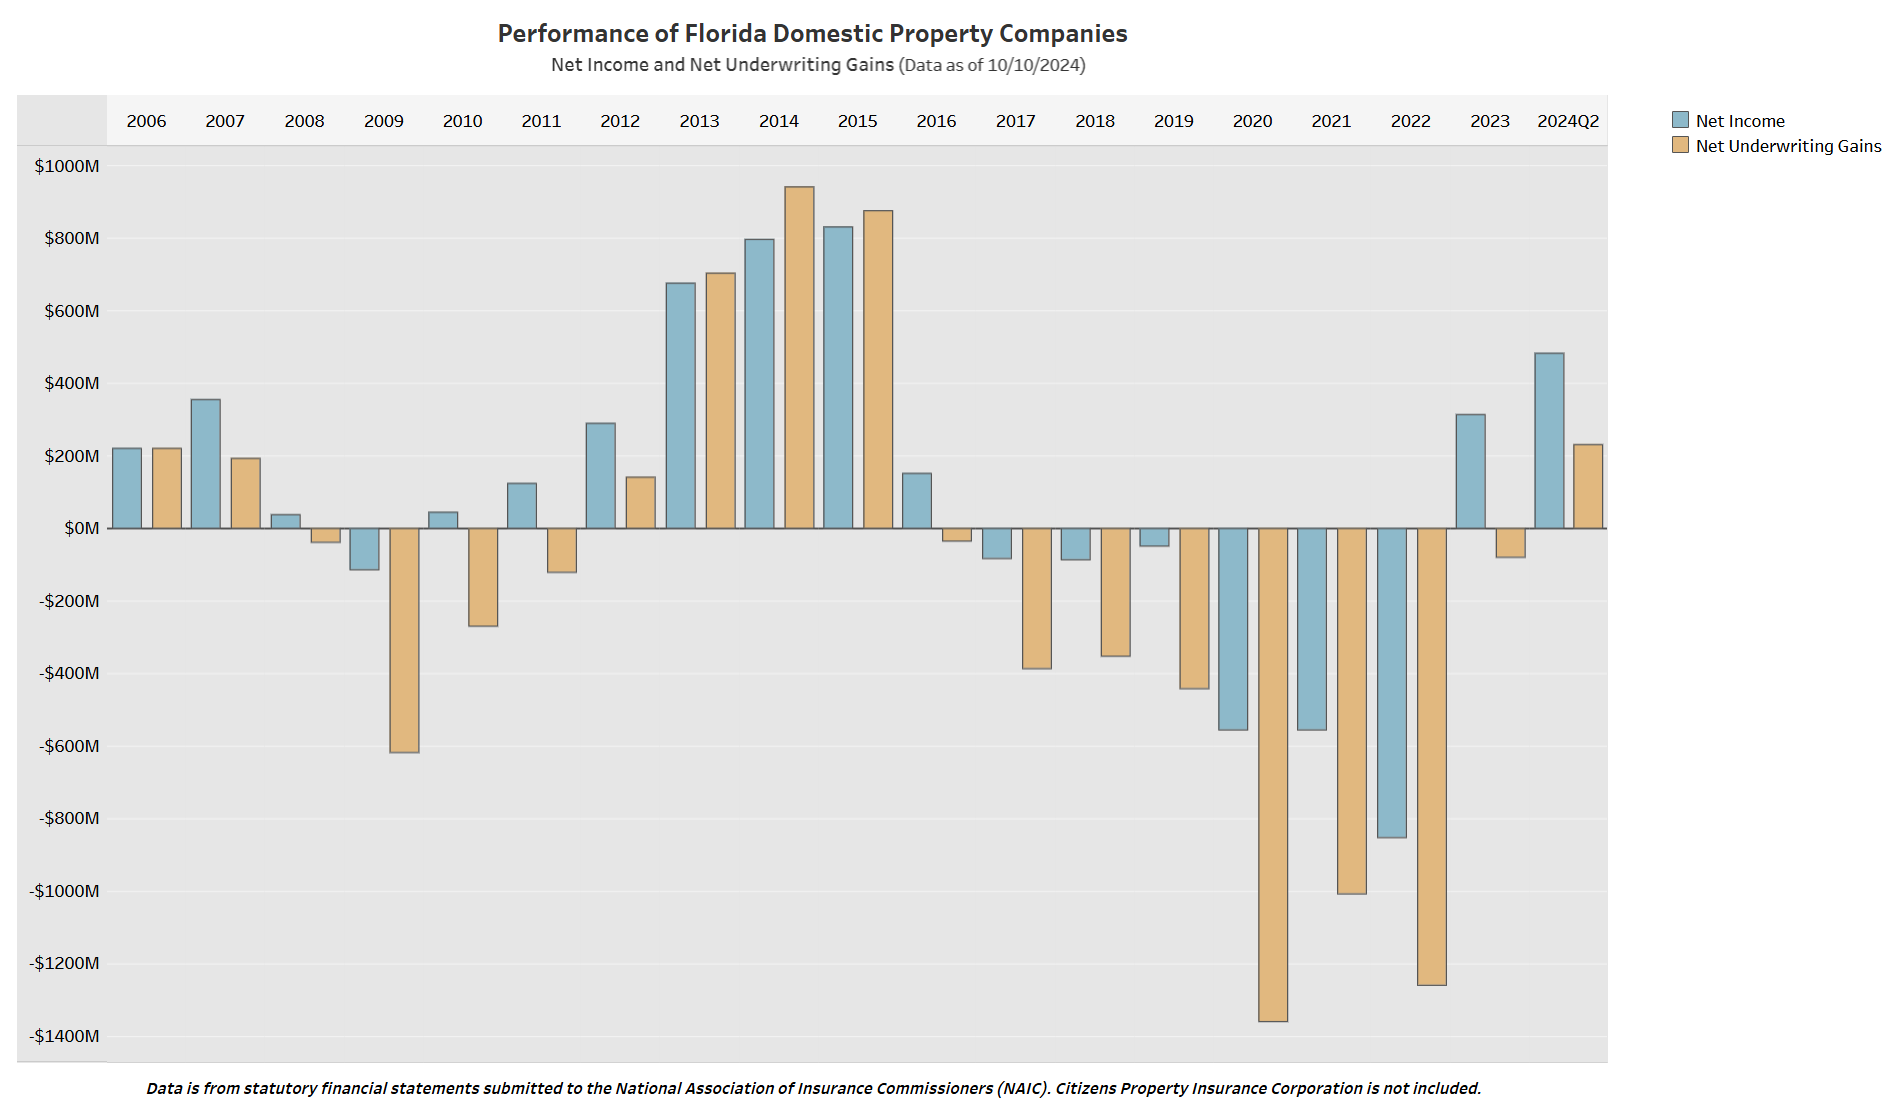 Performance of Florida Domestic Property Companies
Net Income and Net Underwriting Gains (Data as of 10/10/2024)
2006 2007 2008 2009 2010 2011 2012 2013 2014 2015 2016 2017 2018 2019 2020 2021 2022 2023 2024Q2
Net Income
Net Underwriting Gains
$1000M
$800M
$600M
$400M
$200M
$0M
-$200M
-$400M
-$600M
-$800M
-$1000M
-$1200M
-$1400M
Data is from statutory financial statements submitted to the National Association of Insurance Commissioners (NAIC). Citizens Property Insurance Corporation is not included.